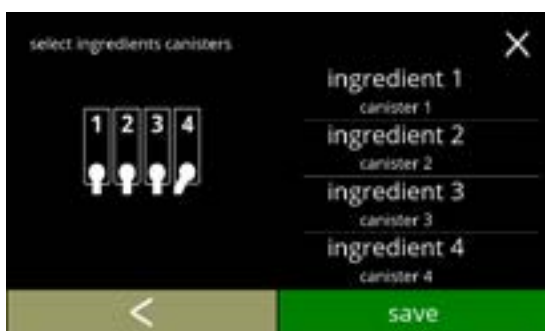 select ingredients canisters
1 2 3 4
ingredient 1
canister 1
ingredient 2
canister 2
ingredient 3
canister 3
ingredient 4
canister 4
save